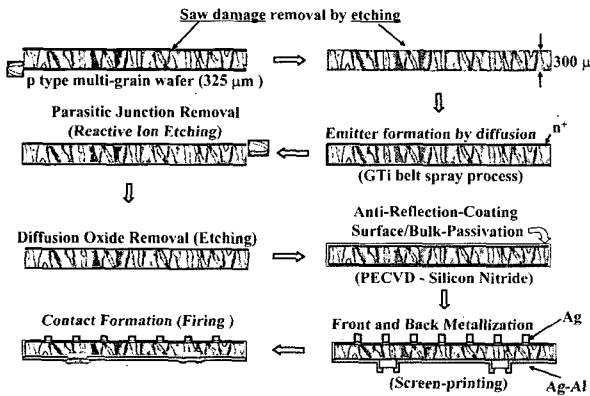 Saw damage removal by etching
p type multi-grain wafer (325 μm)
300 μ
Parasitic Junction Removal
(Reactive Ion Etching)
Emitter formation by diffusion
n+
(GTi belt spray process)
Diffusion Oxide Removal (Etching)
Anti-Reflection-Coating
Surface/Bulk-Passivation
(PECVD - Silicon Nitride)
Contact Formation (Firing )
Front and Back Metallization
Ag
(Screen-printing)
Ag-Al